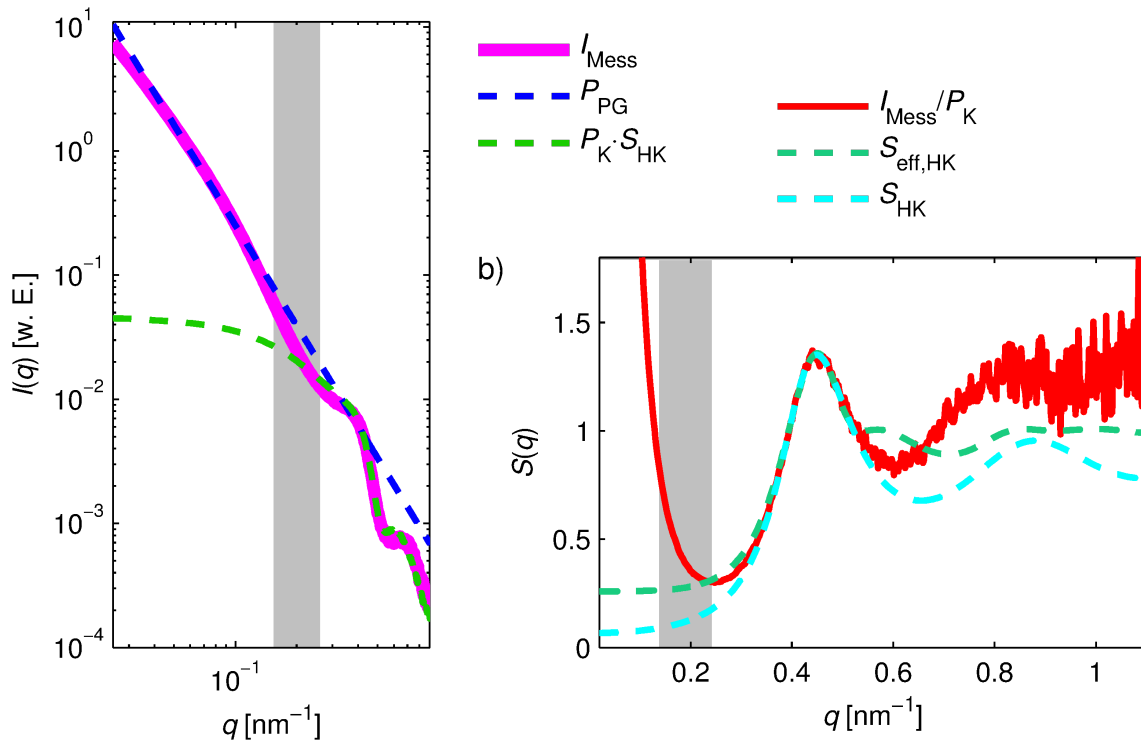 10^1
10^0
10^−1
10^−2
10^−3
10^−4
I(q) [w. E.]
10^−1
q [nm^−1]
I_Mess
P_PG
P_K·S_HK
I_Mess/P_K
S_eff,HK
S_HK
b)
1.5
1
0.5
0
S(q)
0.2 0.4 0.6 0.8 1
q [nm^−1]